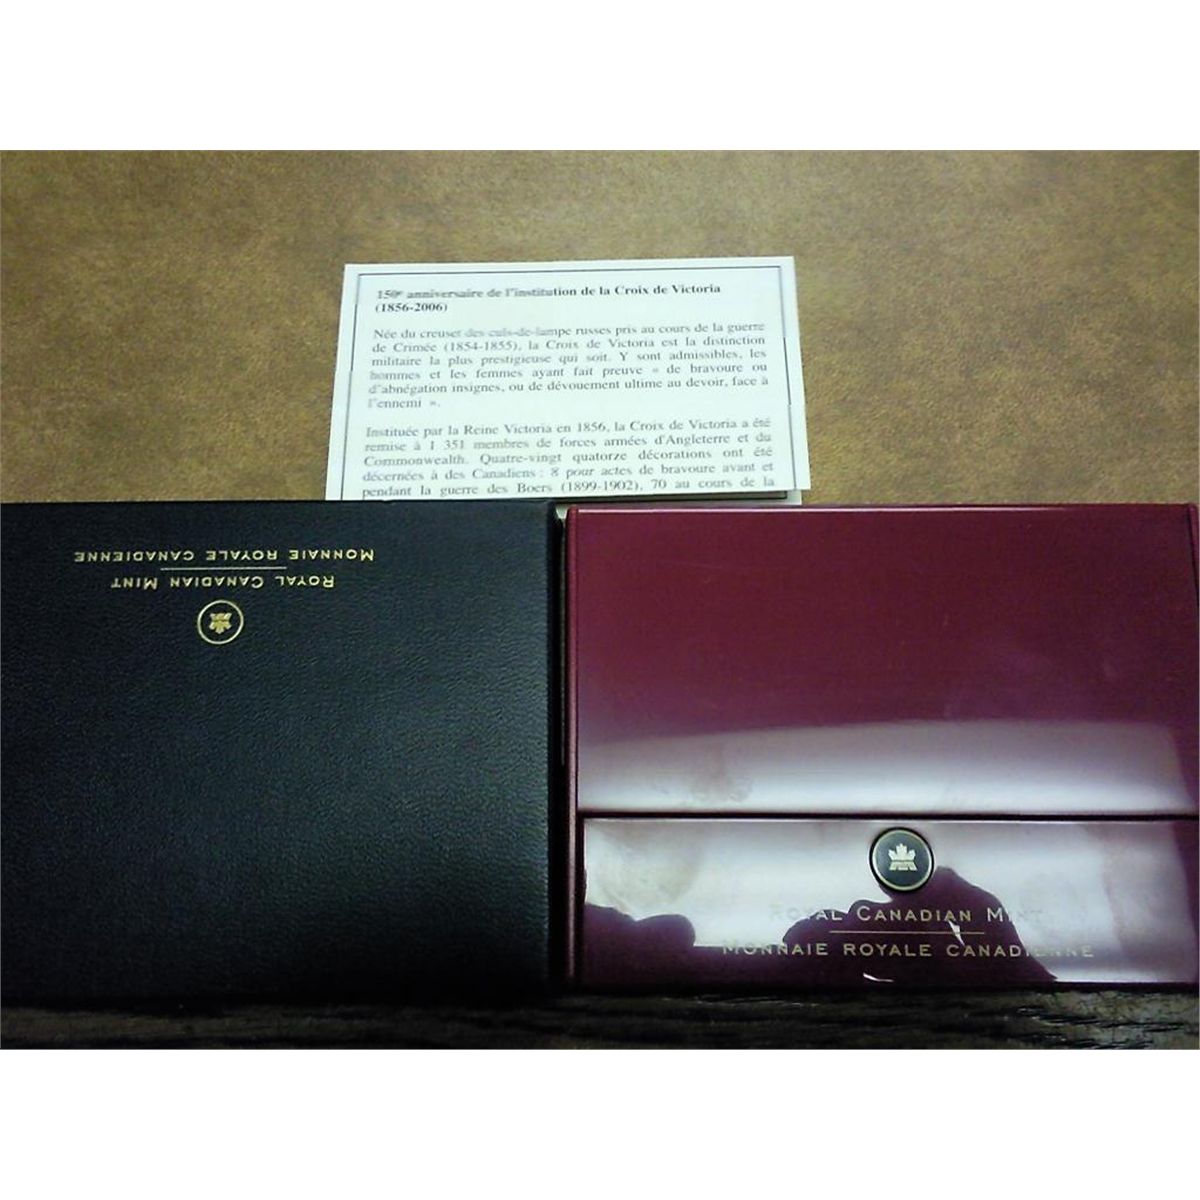 150e anniversaire de l'institution de la Croix de Victoria
(1856-2006)
Née du creuset des culs-de-lampe russes pris au cours de la guerre
de Crimée (1854-1855), la Croix de Victoria est la distinction
militaire la plus prestigieuse qui soit. Y sont admissibles, les
hommes et les femmes ayant fait preuve « de bravoure ou
d'abnégation insignes, ou de dévouement ultime au devoir, face à
l'ennemi ».
Instituée par la Reine Victoria en 1856, la Croix de Victoria a été
remise à 1 351 membres de forces armées d'Angleterre et du
Commonwealth. Quatre-vingt quatorze décorations ont été
décernées à des Canadiens : 8 pour actes de bravoure avant et
pendant la guerre des Boers (1899-1902), 70 au cours de la
ROYAL CANADIAN MINT
MONNAIE ROYALE CANADIENNE
ROYAL CANADIAN MINT
MONNAIE ROYALE CANADIENNE